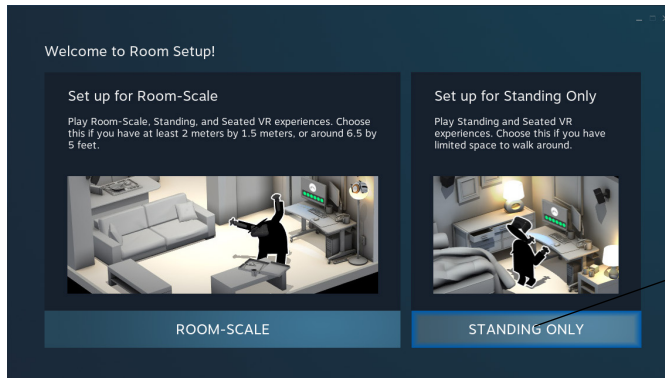 Welcome to Room Setup!
Set up for Room-Scale
Play Room-Scale, Standing, and Seated VR experiences. Choose
this if you have at least 2 meters by 1.5 meters, or around 6.5 by
5 feet.
ROOM-SCALE
Set up for Standing Only
Play Standing and Seated VR
experiences. Choose this if you have
limited space to walk around.
STANDING ONLY